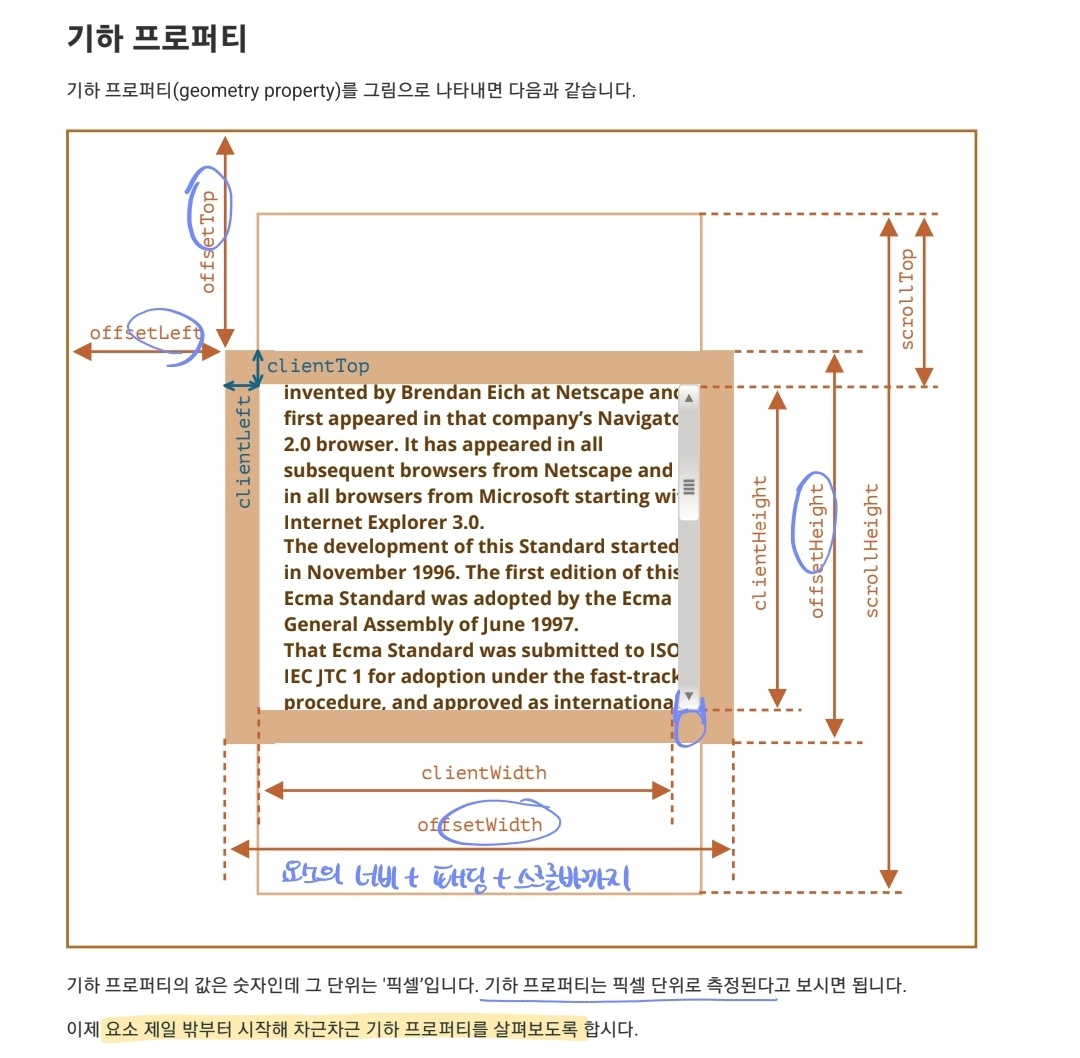 기하 프로퍼티
기하 프로퍼티(geometry property)를 그림으로 나타내면 다음과 같습니다.
offsetTop
offsetLeft
scrollTop
clientTop
clientLeft
invented by Brendan Eich at Netscape and
first appeared in that company’s Navigato
2.0 browser. It has appeared in all
subsequent browsers from Netscape and
in all browsers from Microsoft starting wi
Internet Explorer 3.0.
The development of this Standard started
in November 1996. The first edition of this
Ecma Standard was adopted by the Ecma
General Assembly of June 1997.
That Ecma Standard was submitted to ISO
IEC JTC 1 for adoption under the fast-track
procedure, and approved as internationa
clientHeight
offsetHeight
scrollHeight
clientWidth
offsetWidth
요소의 너비 + 패딩 + 스크롤바까지
기하 프로퍼티의 값은 숫자인데 그 단위는 '픽셀’입니다. 기하 프로퍼티는 픽셀 단위로 측정된다고 보시면 됩니다.
이제 요소 제일 밖부터 시작해 차근차근 기하 프로퍼티를 살펴보도록 합시다.